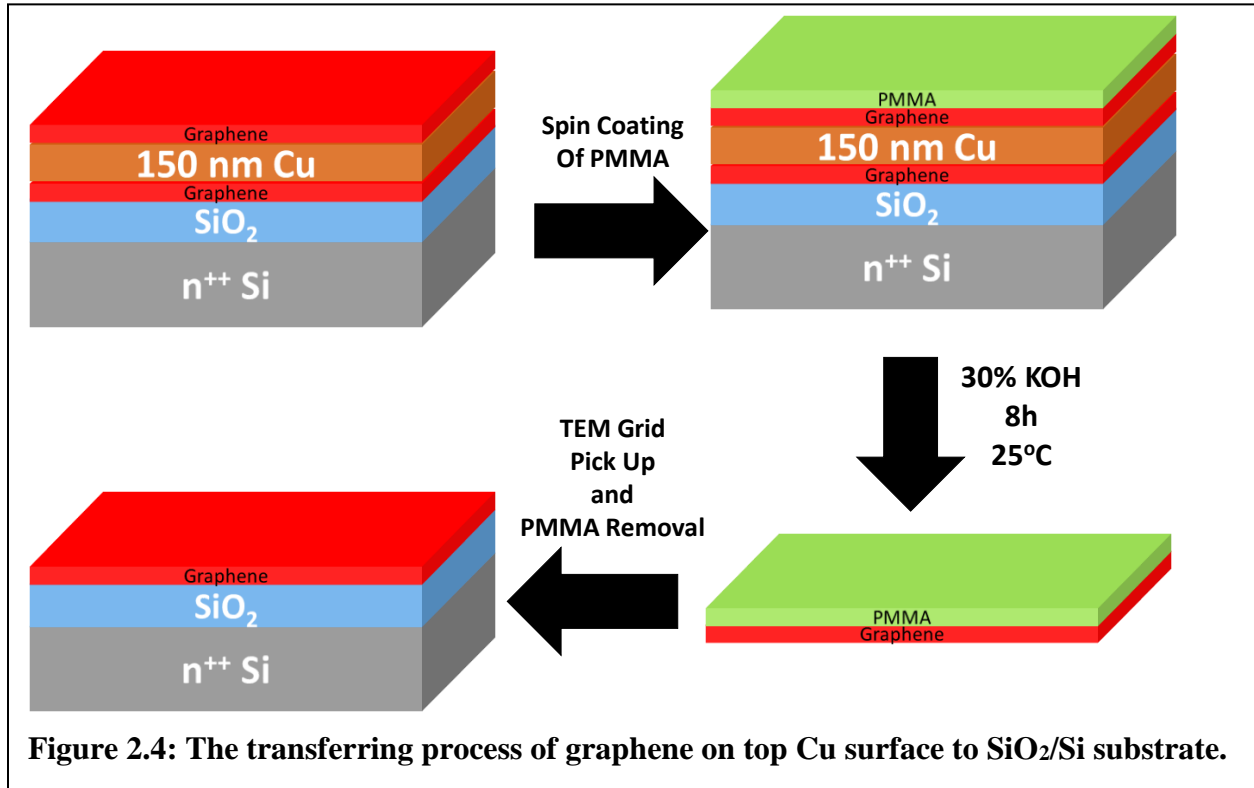 Graphene
150 nm Cu
Graphene
SiO₂
n⁺⁺ Si
Spin Coating
Of PMMA
PMMA
Graphene
150 nm Cu
Graphene
SiO₂
n⁺⁺ Si
30% KOH
8h
25°C
PMMA
Graphene
TEM Grid
Pick Up
and
PMMA Removal
Graphene
SiO₂
n⁺⁺ Si
Figure 2.4: The transferring process of graphene on top Cu surface to SiO₂/Si substrate.